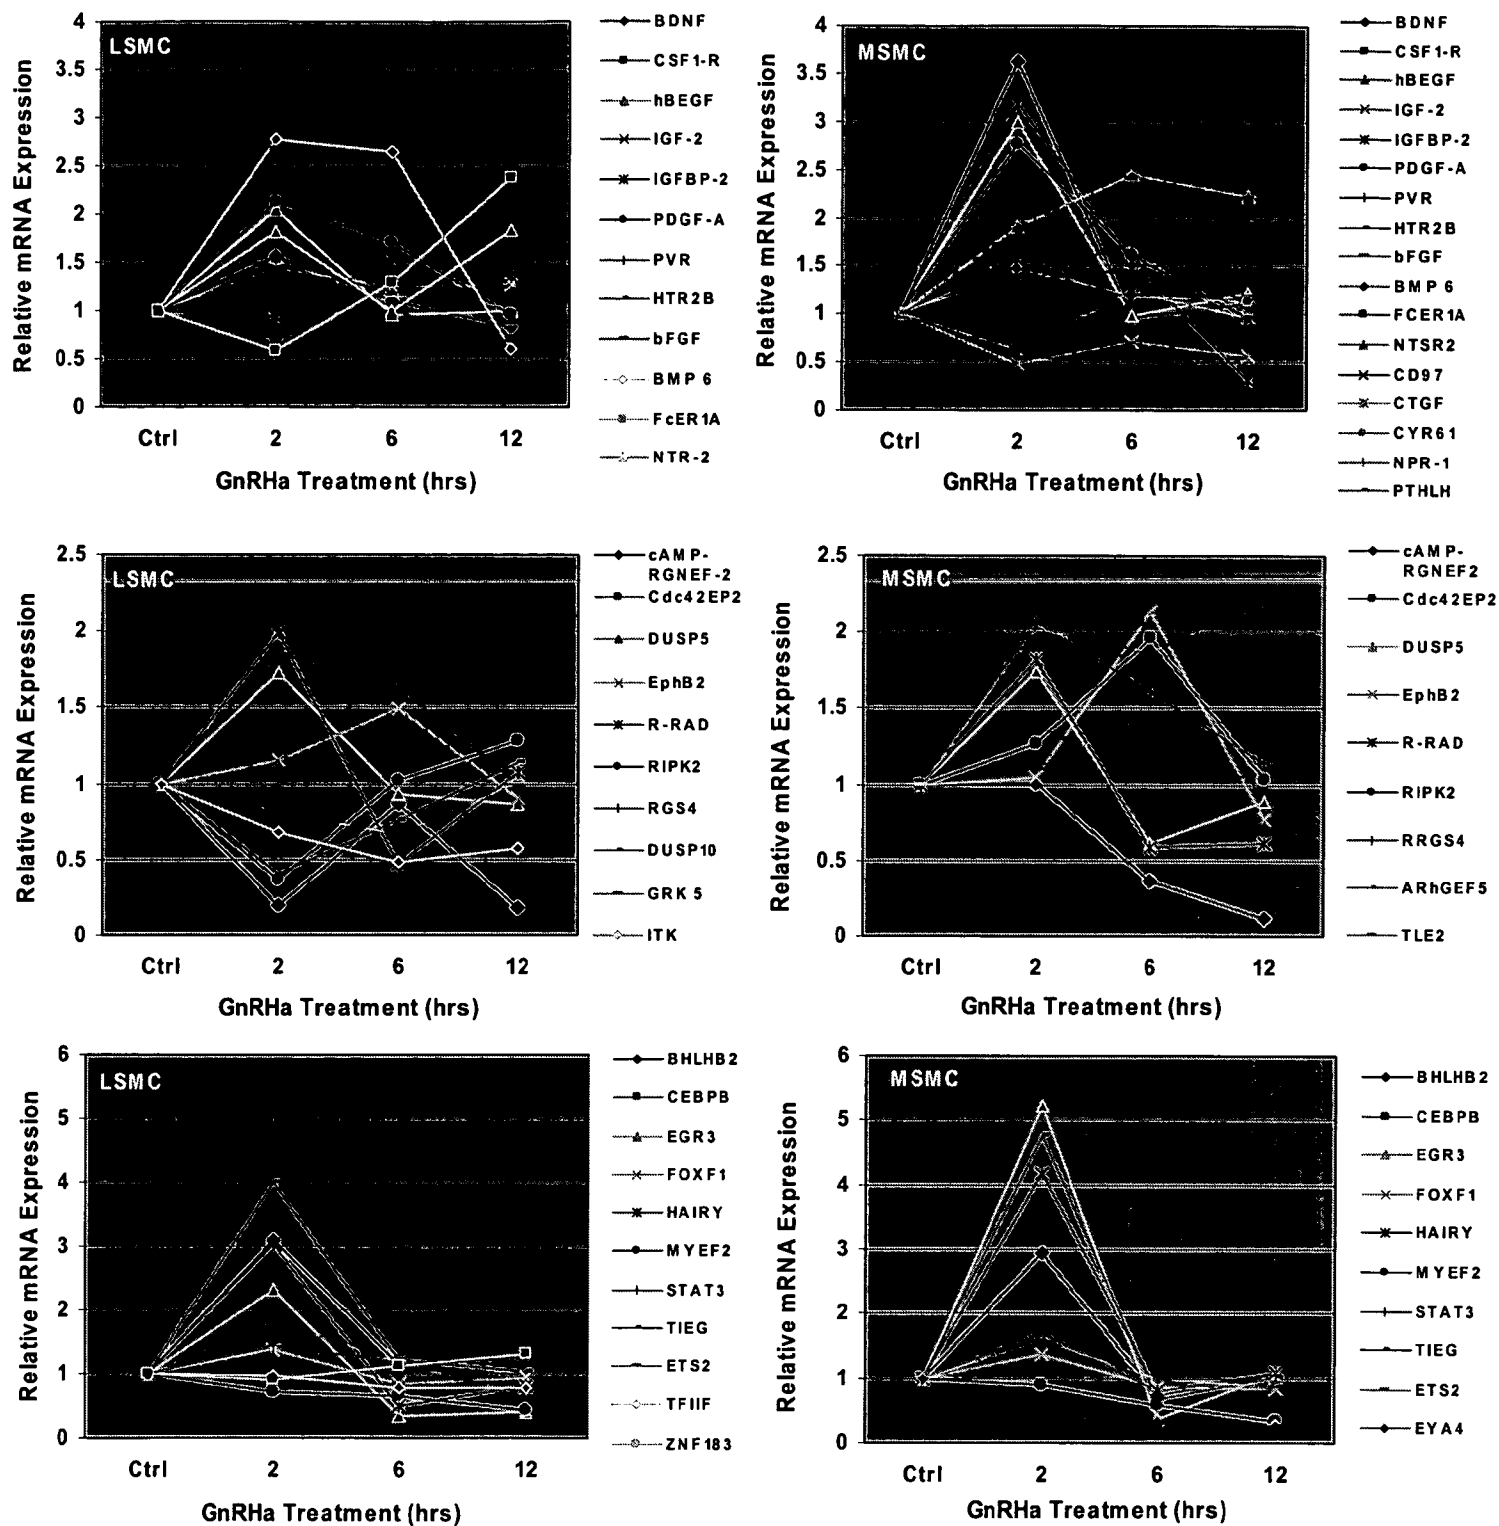 LSMC
Relative mRNA Expression
4
3.5
3
2.5
2
1.5
1
0.5
0
Ctrl 2 6 12
GnRHa Treatment (hrs)
BDNF
CSF1-R
hBEGF
IGF-2
IGFBP-2
PDGF-A
PVR
HTR2B
bFGF
BMP 6
FcER1A
NTR-2
MSMC
Relative mRNA Expression
4
3.5
3
2.5
2
1.5
1
0.5
0
Ctrl 2 6 12
GnRHa Treatment (hrs)
BDNF
CSF1-R
hBEGF
IGF-2
IGFBP-2
PDGF-A
PVR
HTR2B
bFGF
BMP 6
FCER1A
NTSR2
CD97
CTGF
CYR61
NPR-1
PTHLH
LSMC
Relative mRNA Expression
2.5
2
1.5
1
0.5
0
Ctrl 2 6 12
GnRHa Treatment (hrs)
cAMP-
RGNEF-2
Cdc42EP2
DUSP5
EphB2
R-RAD
RIPK2
RGS4
DUSP10
GRK 5
ITK
MSMC
Relative mRNA Expression
2.5
2
1.5
1
0.5
0
Ctrl 2 6 12
GnRHa Treatment (hrs)
cAMP-
RGNEF2
Cdc42EP2
DUSP5
EphB2
R-RAD
RIPK2
RRGS4
ARhGEF5
TLE2
LSMC
Relative mRNA Expression
6
5
4
3
2
1
0
Ctrl 2 6 12
GnRHa Treatment (hrs)
BHLHB2
CEBPB
EGR3
FOXF1
HAIRY
MYEF2
STAT3
TIEG
ETS2
TFIIF
ZNF183
MSMC
Relative mRNA Expression
6
5
4
3
2
1
0
Ctrl 2 6 12
GnRHa Treatment (hrs)
BHLHB2
CEBPB
EGR3
FOXF1
HAIRY
MYEF2
STAT3
TIEG
ETS2
EYA4